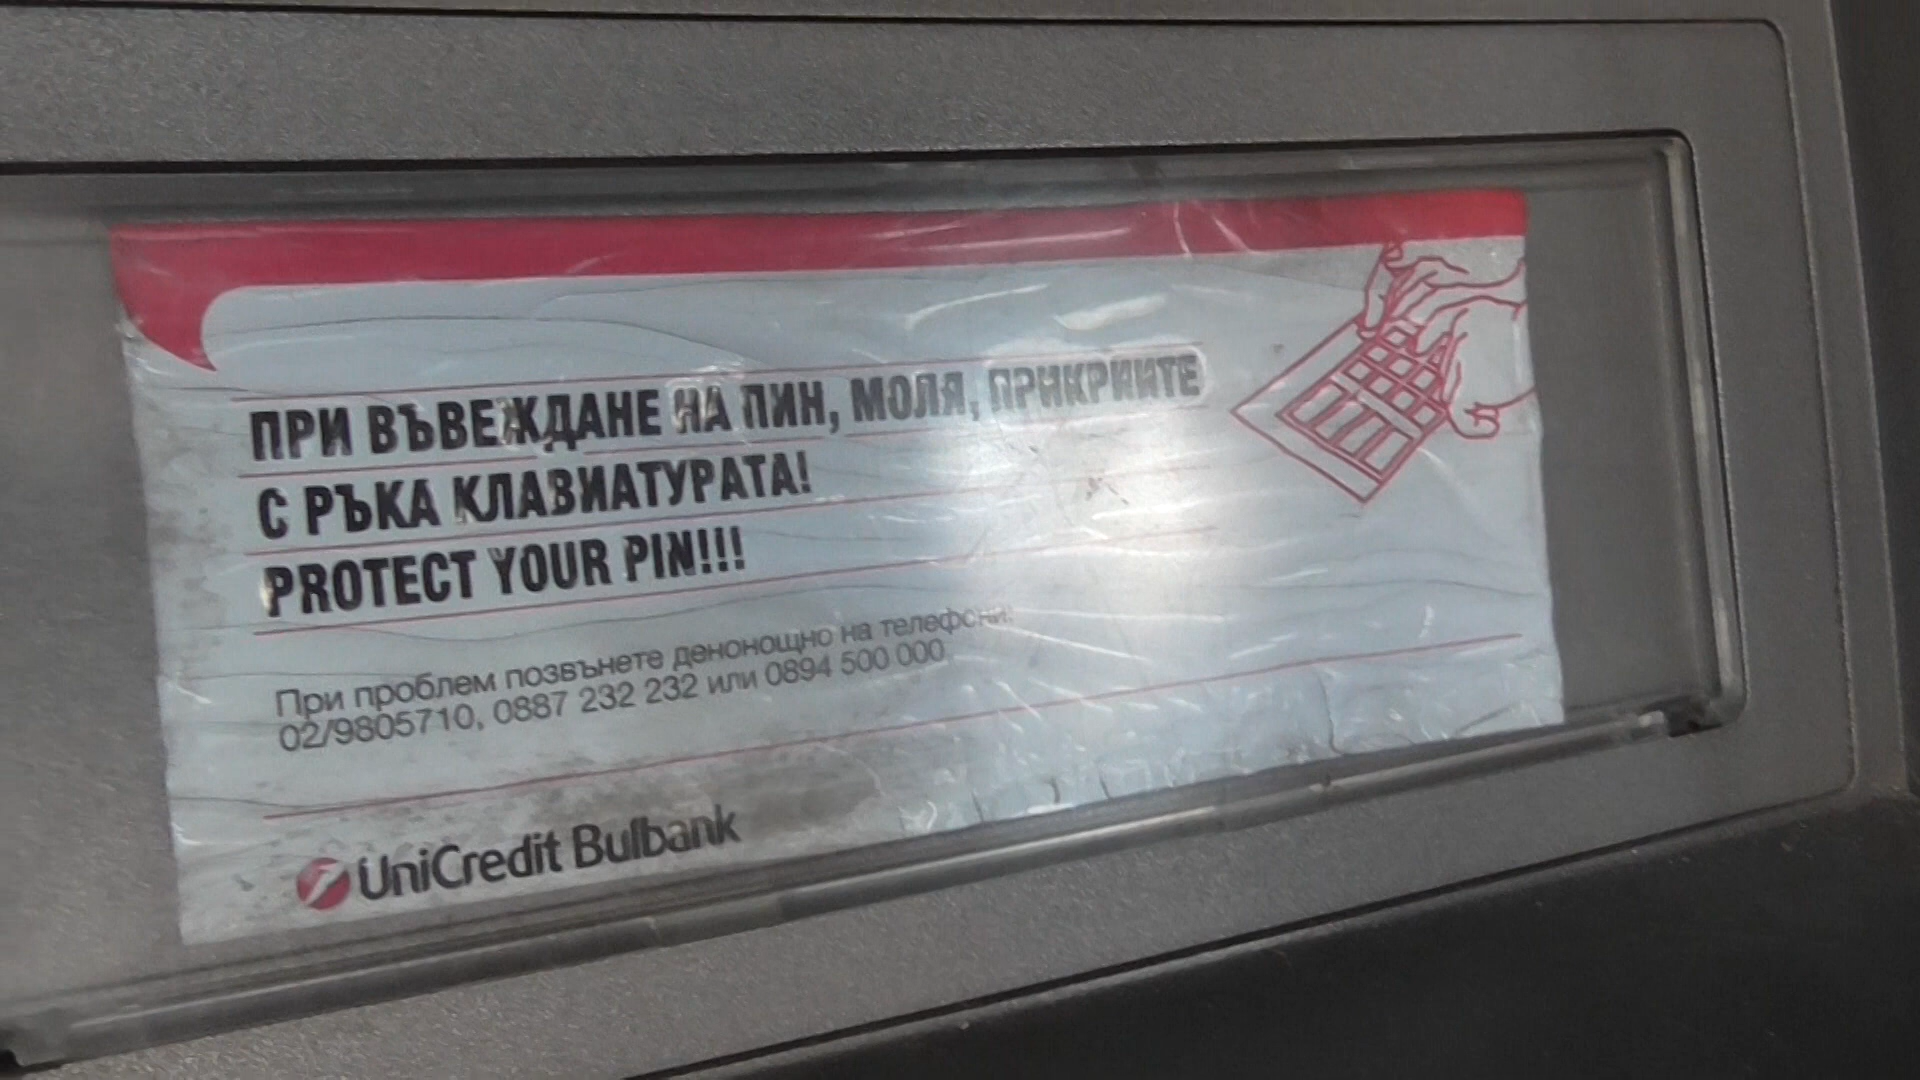 ПРИ ВЪВЕЖДАНЕ НА ПИН, МОЛЯ, ПРИКРИЙТЕ
С РЪКА КЛАВИАТУРАТА!
PROTECT YOUR PIN!!!
При проблем позвънете денонощно на телефони:
02/9805710, 0887 232 232 или 0894 500 000
UniCredit Bulbank